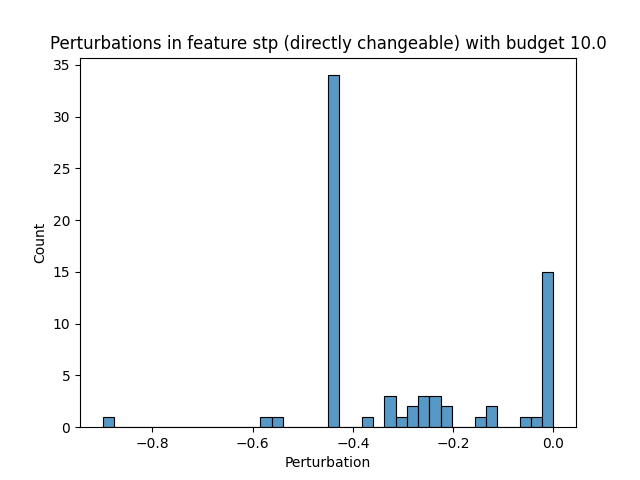 Perturbations in feature stp (directly changeable) with budget 10.0
35
30
25
20
15
10
5
0
Count
−0.8 −0.6 −0.4 −0.2 0.0
Perturbation